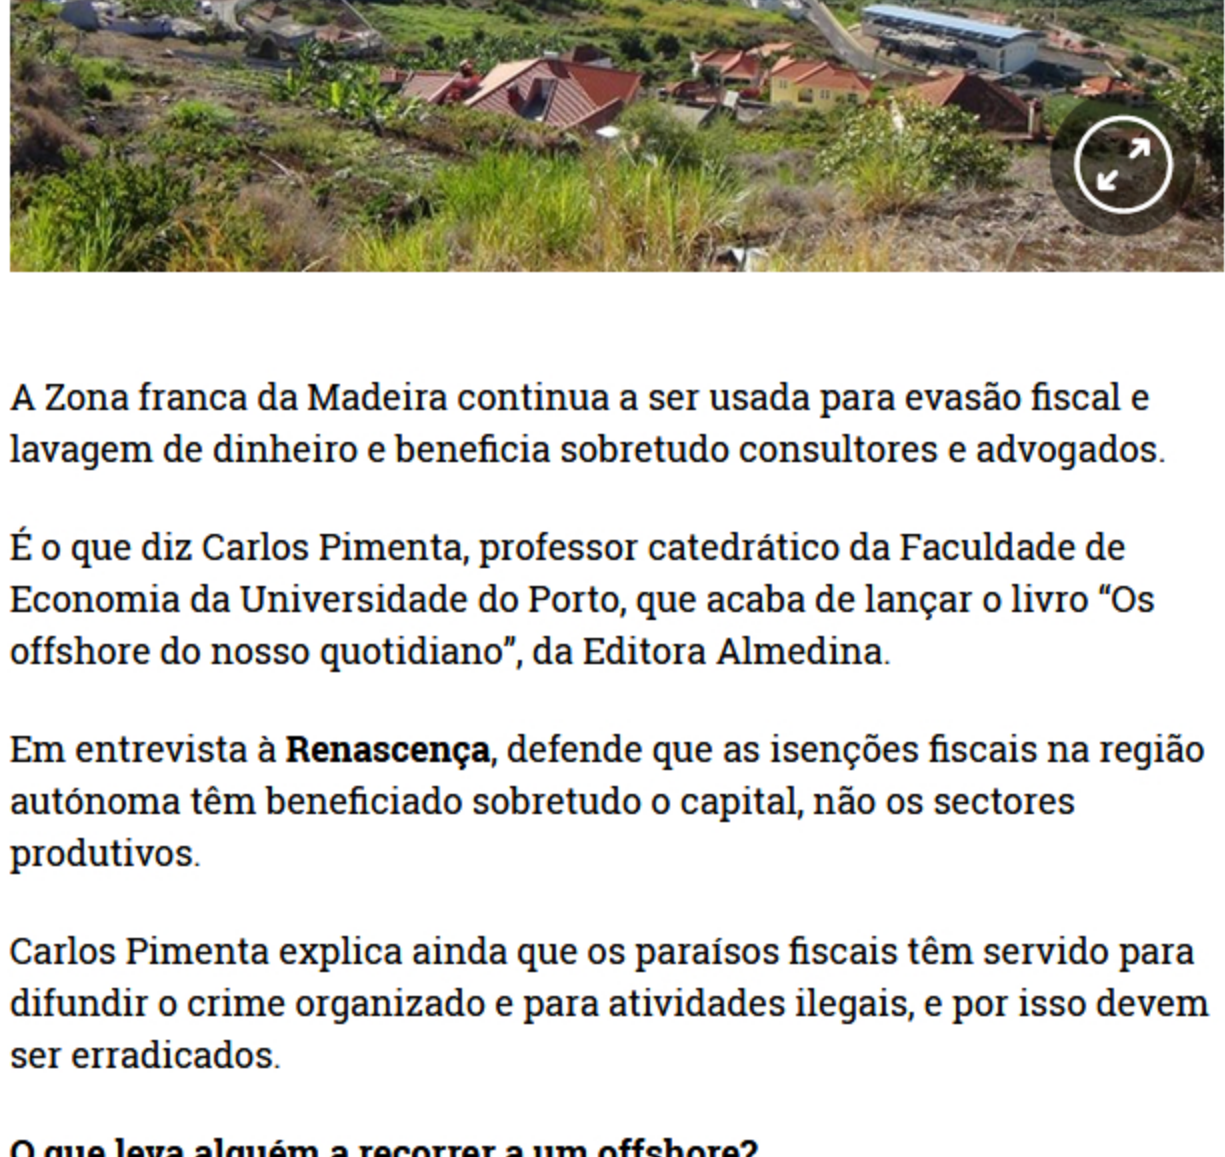 A Zona franca da Madeira continua a ser usada para evasão fiscal e
lavagem de dinheiro e beneficia sobretudo consultores e advogados.
É o que diz Carlos Pimenta, professor catedrático da Faculdade de
Economia da Universidade do Porto, que acaba de lançar o livro “Os
offshore do nosso quotidiano”, da Editora Almedina.
Em entrevista à Renascença, defende que as isenções fiscais na região
autónoma têm beneficiado sobretudo o capital, não os sectores
produtivos.
Carlos Pimenta explica ainda que os paraísos fiscais têm servido para
difundir o crime organizado e para atividades ilegais, e por isso devem
ser erradicados.
O que leva alguém a recorrer a um offshore?